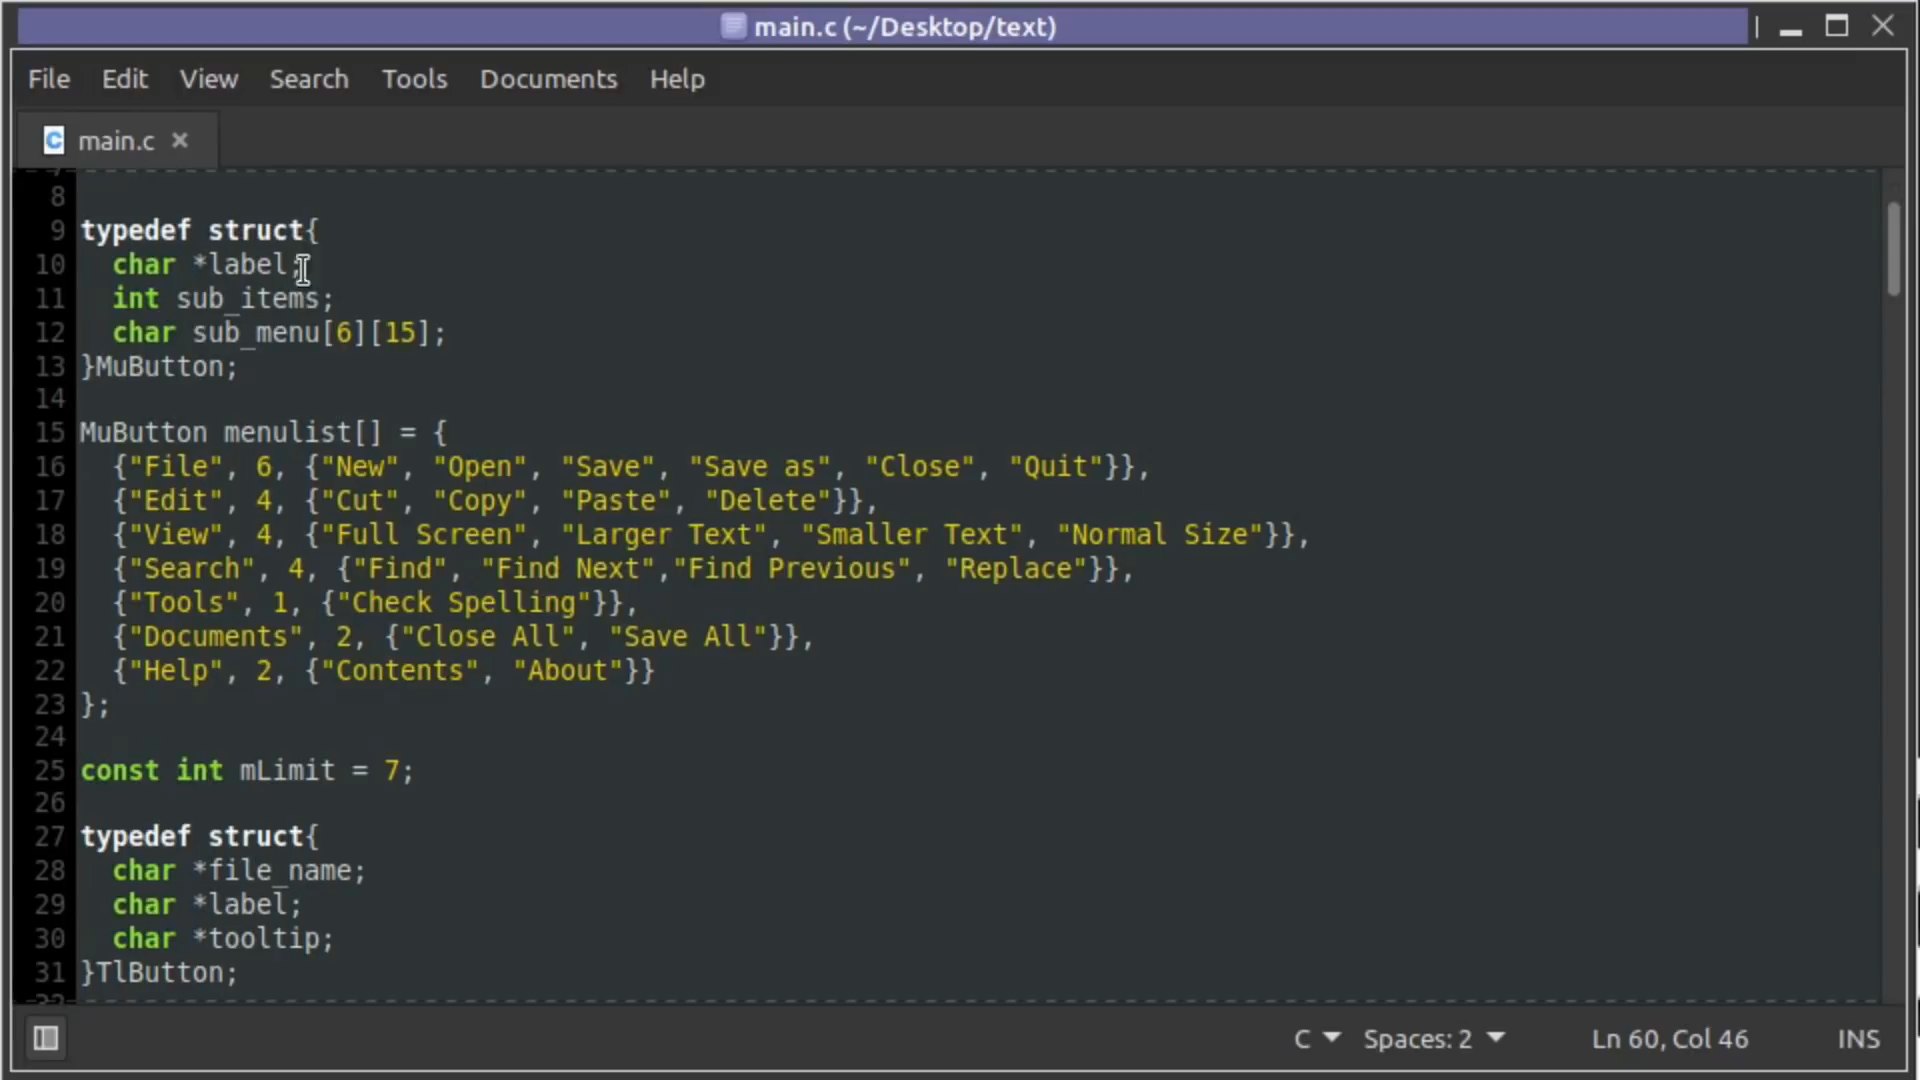 main.c (~/Desktop/text)
File Edit View Search Tools Documents Help
main.c
8
9 typedef struct{
10   char *label;
11   int sub_items;
12   char sub_menu[6][15];
13 }MuButton;
14
15 MuButton menulist[] = {
16   {"File", 6, {"New", "Open", "Save", "Save as", "Close", "Quit"}},
17   {"Edit", 4, {"Cut", "Copy", "Paste", "Delete"}},
18   {"View", 4, {"Full Screen", "Larger Text", "Smaller Text", "Normal Size"}},
19   {"Search", 4, {"Find", "Find Next","Find Previous", "Replace"}},
20   {"Tools", 1, {"Check Spelling"}},
21   {"Documents", 2, {"Close All", "Save All"}},
22   {"Help", 2, {"Contents", "About"}}
23 };
24
25 const int mLimit = 7;
26
27 typedef struct{
28   char *file_name;
29   char *label;
30   char *tooltip;
31 }TlButton;
C Spaces: 2 Ln 60, Col 46 INS